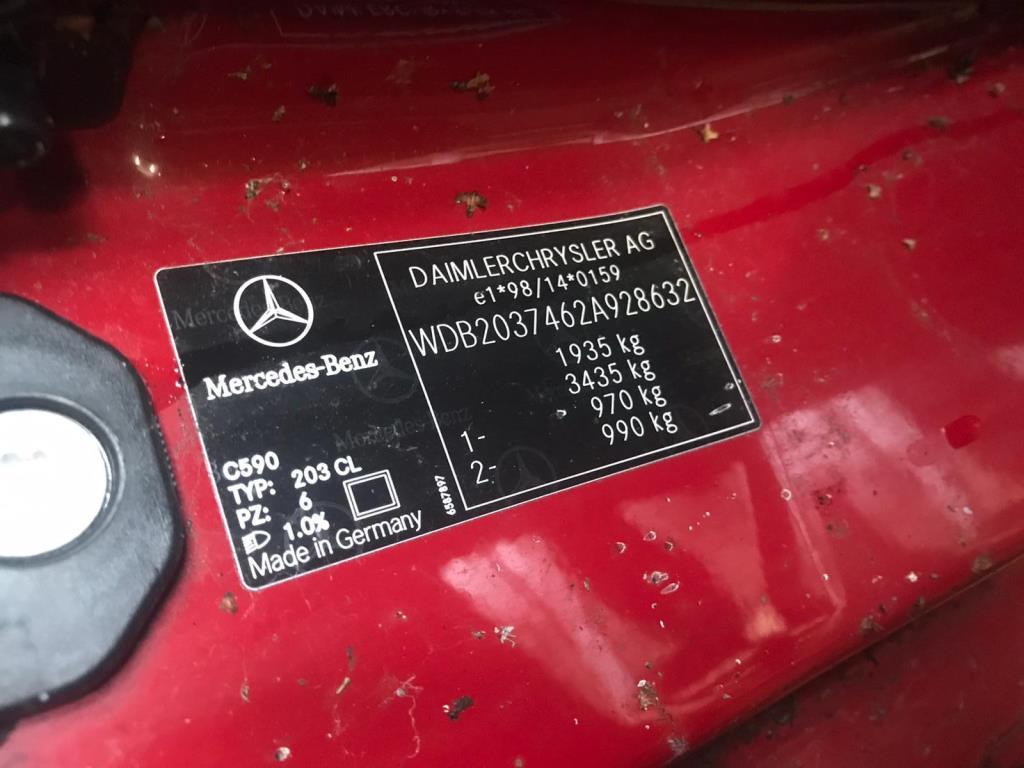 Mercedes-Benz
DAIMLERCHRYSLER AG
e1*98/14*0159
WDB2037462A928632
1935 kg
3435 kg
1- 970 kg
2- 990 kg
C590
TYP: 203 CL
PZ: 6
1.0%
Made in Germany
6587897